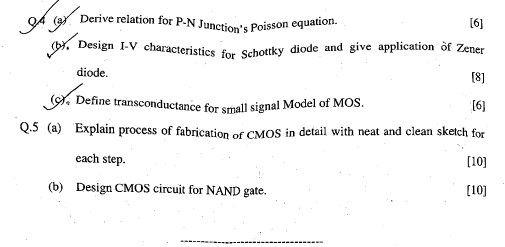 Q4 (a) Derive relation for P-N Junction's Poisson equation. [6]
(b). Design I-V characteristics for Schottky diode and give application of Zener
diode. [8]
(c). Define transconductance for small signal Model of MOS. [6]
Q.5 (a) Explain process of fabrication of CMOS in detail with neat and clean sketch for
each step. [10]
(b) Design CMOS circuit for NAND gate. [10]